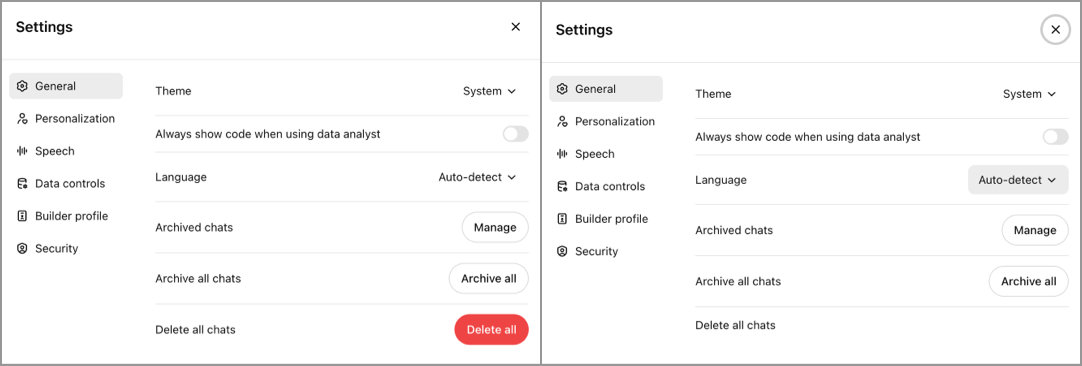 Settings
General
Personalization
Speech
Data controls
Builder profile
Security
Theme System
Always show code when using data analyst
Language Auto-detect
Archived chats Manage
Archive all chats Archive all
Delete all chats Delete all
Settings
General
Personalization
Speech
Data controls
Builder profile
Security
Theme System
Always show code when using data analyst
Language Auto-detect
Archived chats Manage
Archive all chats Archive all
Delete all chats